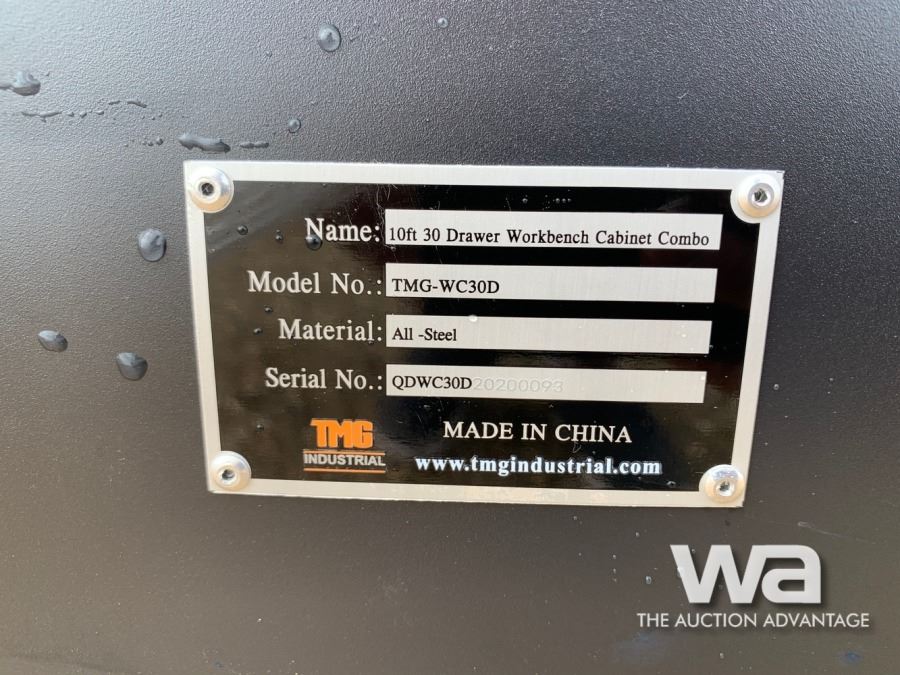 Name: 10ft 30 Drawer Workbench Cabinet Combo
Model No.: TMG-WC30D
Material: All -Steel
Serial No.: QDWC30D20200093
TMG
INDUSTRIAL
MADE IN CHINA
www.tmgindustrial.com
wa
THE AUCTION ADVANTAGE